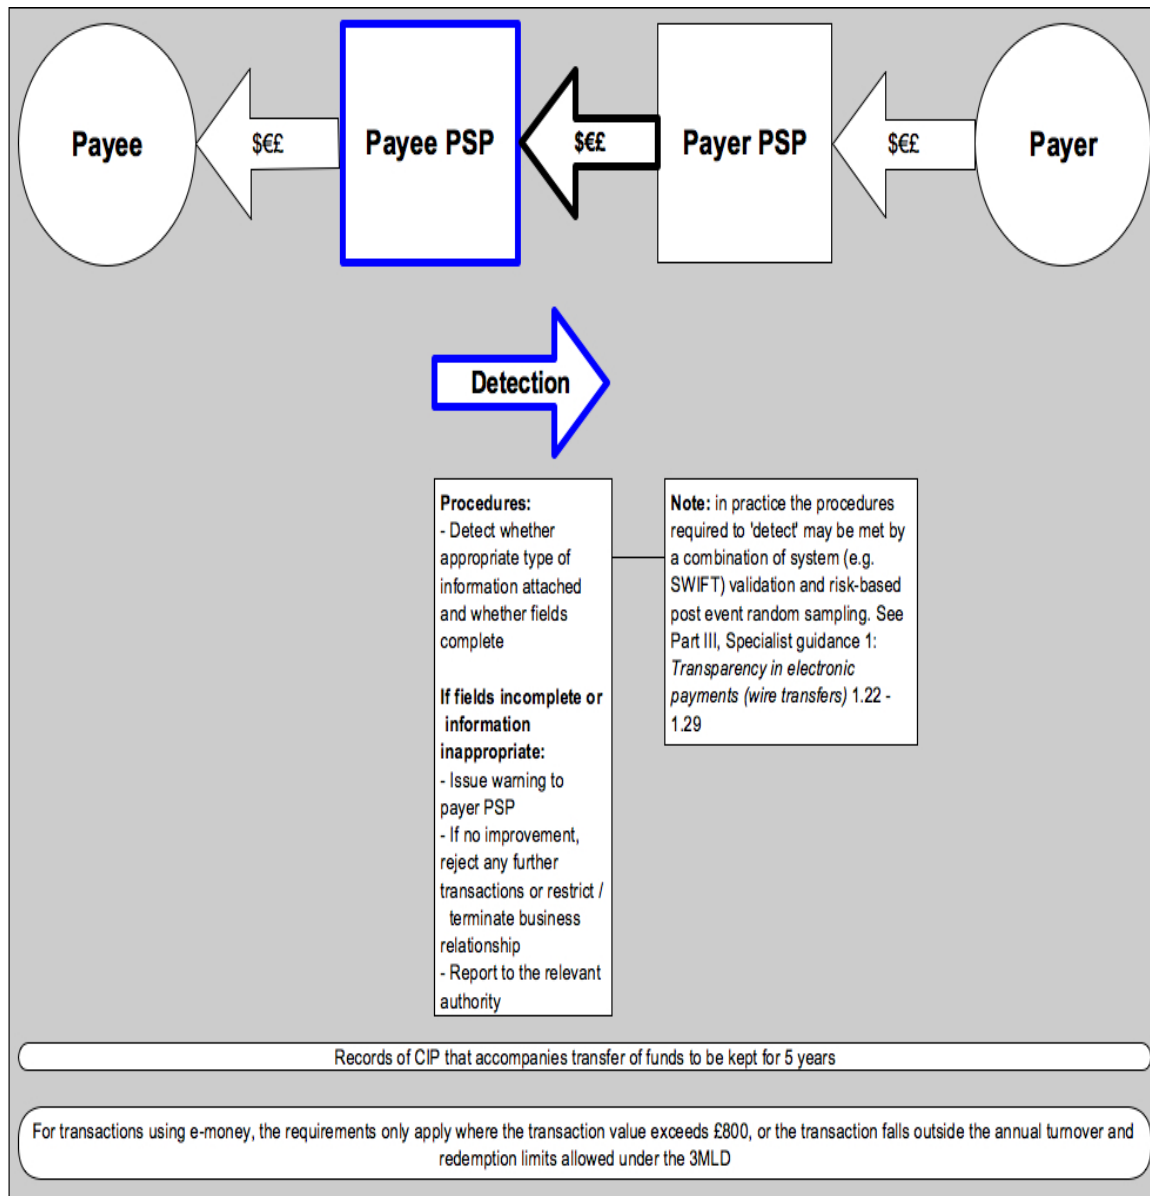 Payee
$€£
Payee PSP
$€£
Payer PSP
$€£
Payer
Detection
Procedures:
- Detect whether
appropriate type of
information attached
and whether fields
complete
If fields incomplete or
information
inappropriate:
- Issue warning to
payer PSP
- If no improvement,
reject any further
transactions or restrict /
terminate business
relationship
- Report to the relevant
authority
Note: in practice the procedures
required to 'detect' may be met by
a combination of system (e.g.
SWIFT) validation and risk-based
post event random sampling. See
Part III, Specialist guidance 1:
Transparency in electronic
payments (wire transfers) 1.22 -
1.29
Records of CIP that accompanies transfer of funds to be kept for 5 years
For transactions using e-money, the requirements only apply where the transaction value exceeds £800, or the transaction falls outside the annual turnover and
redemption limits allowed under the 3MLD